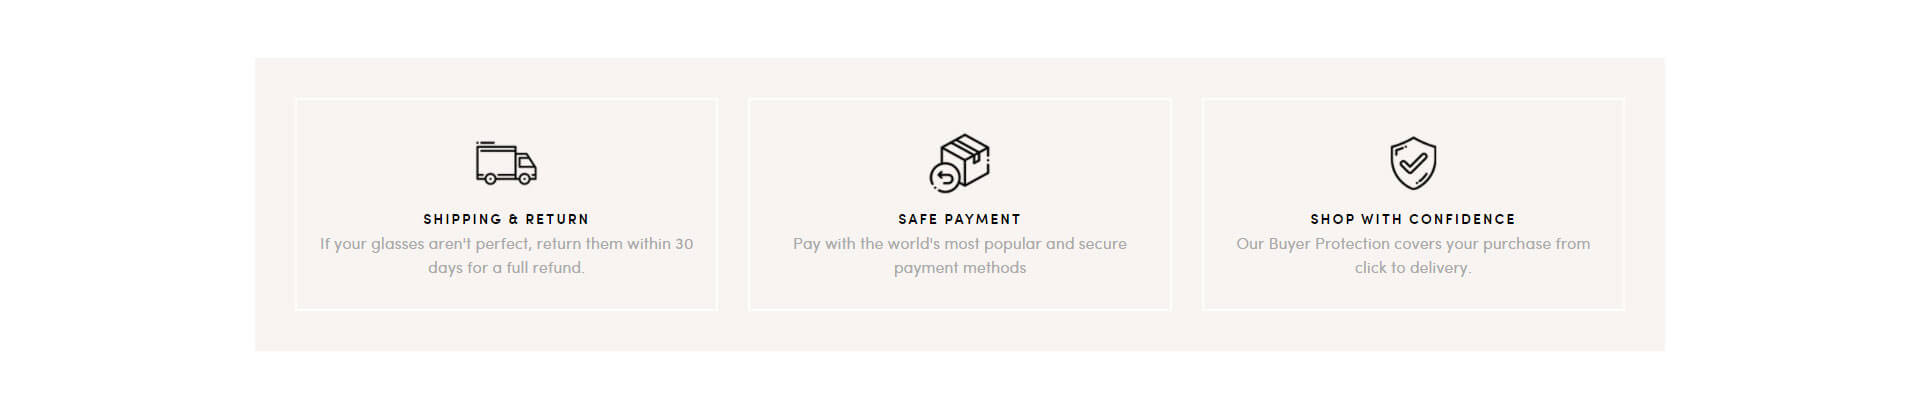 SHIPPING & RETURN
If your glasses aren't perfect, return them within 30
days for a full refund.
SAFE PAYMENT
Pay with the world's most popular and secure
payment methods
SHOP WITH CONFIDENCE
Our Buyer Protection covers your purchase from
click to delivery.